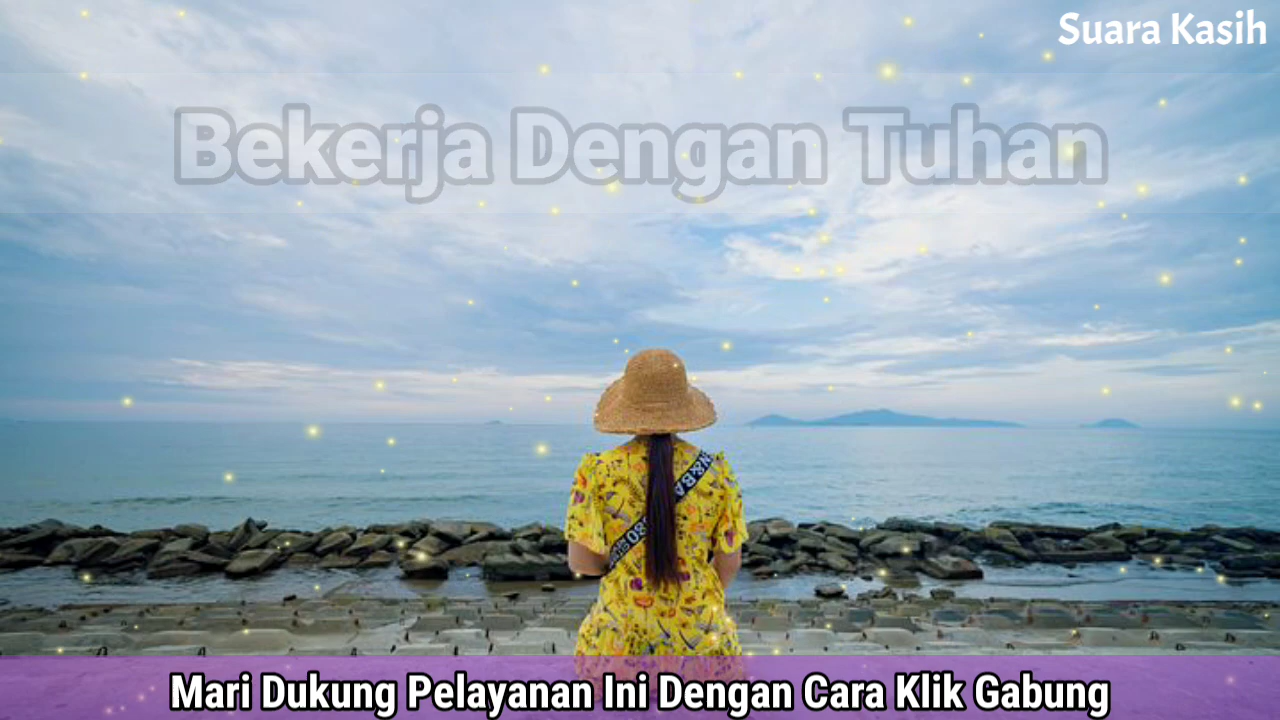 Suara Kasih
Bekerja Dengan Tuhan
Mari Dukung Pelayanan Ini Dengan Cara Klik Gabung